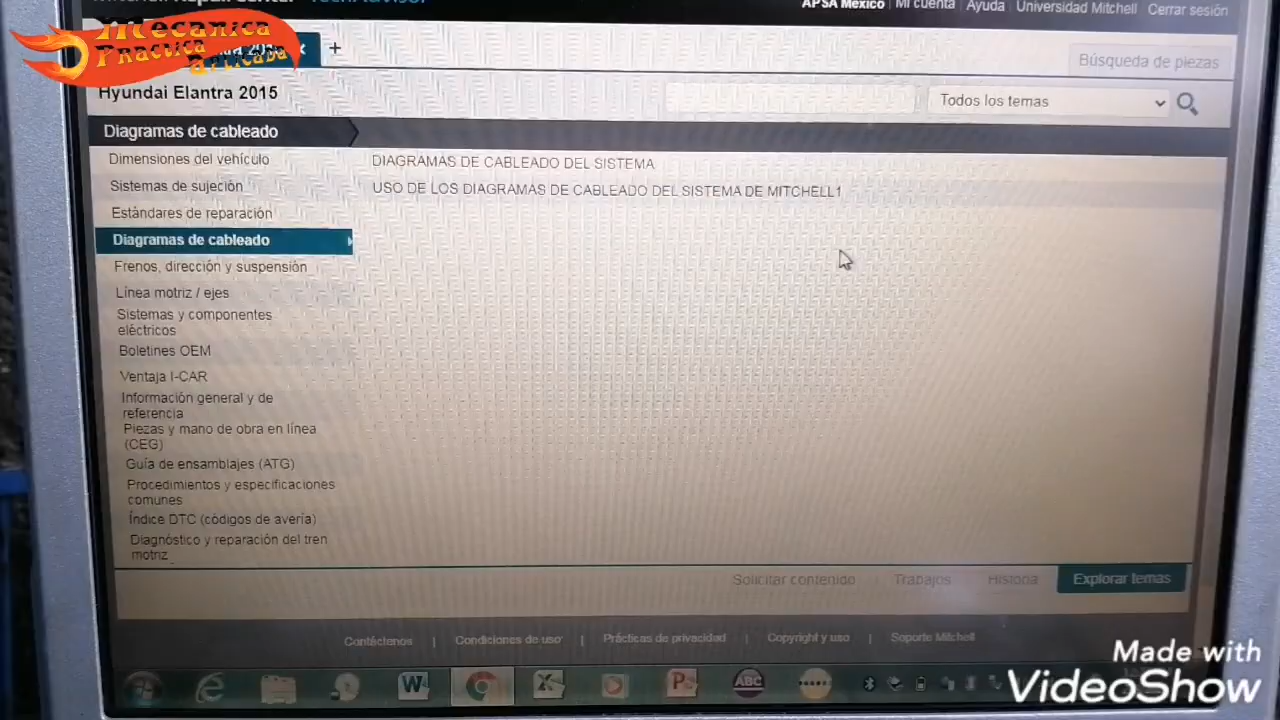 APSA México | Mi cuenta | Ayuda | Universidad Mitchell | Cerrar sesión
Mecanica
Practica
Aplicada
+
Búsqueda de piezas
Hyundai Elantra 2015
Todos los temas
Diagramas de cableado
Dimensiones del vehículo
DIAGRAMAS DE CABLEADO DEL SISTEMA
Sistemas de sujeción
USO DE LOS DIAGRAMAS DE CABLEADO DEL SISTEMA DE MITCHELL1
Estándares de reparación
Diagramas de cableado
Frenos, dirección y suspensión
Línea motriz / ejes
Sistemas y componentes
eléctricos
Boletines OEM
Ventaja I-CAR
Información general y de
referencia
Piezas y mano de obra en línea
(CEG)
Guía de ensamblajes (ATG)
Procedimientos y especificaciones
comunes
Índice DTC (códigos de avería)
Diagnóstico y reparación del tren
motriz
Solicitar contenido Trabajos Historia Explorar temas
Contáctenos | Condiciones de uso | Prácticas de privacidad | Copyright y uso | Soporte Mitchell
ABC
Made with
VideoShow